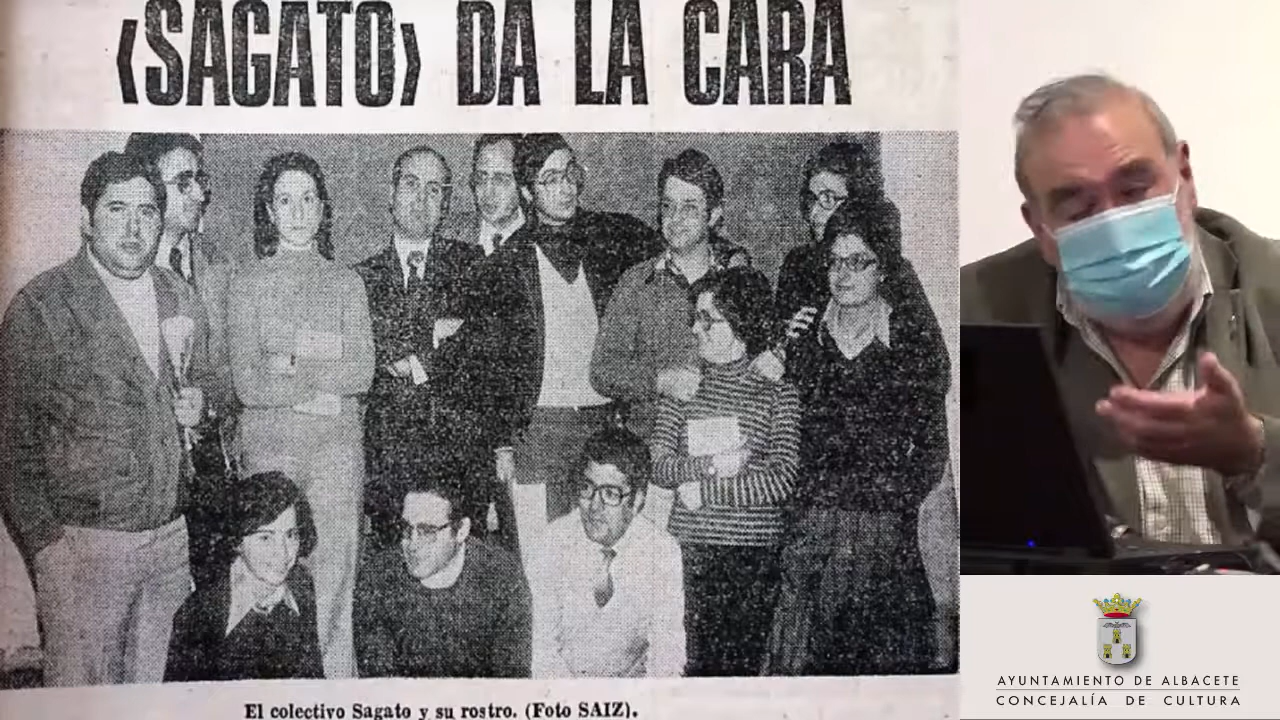 ‹SAGATO› DA LA CARA
El colectivo Sagato y su rostro. (Foto SAIZ).
AYUNTAMIENTO DE ALBACETE
CONCEJALÍA DE CULTURA